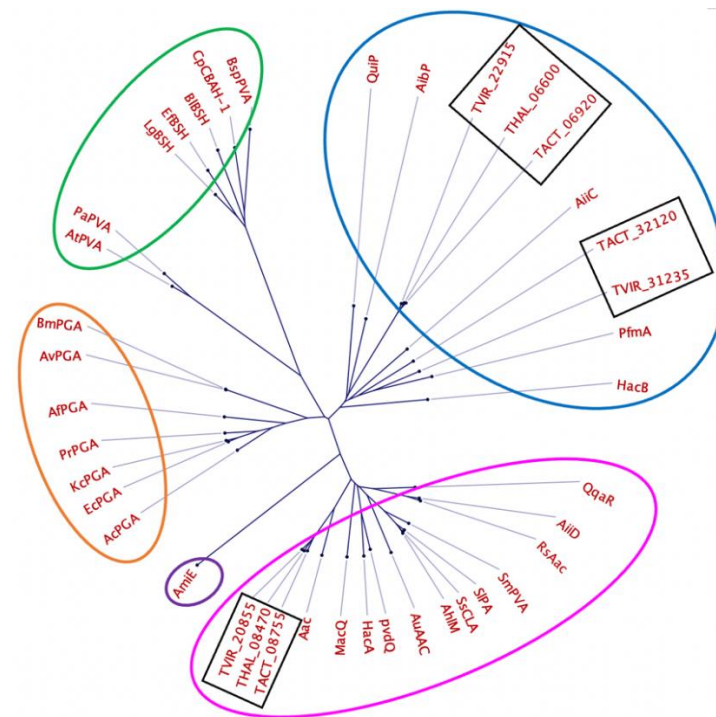 BspPVA
CpCBAH-1
BlBSH
EfBSH
LgBSH
PaPVA
AtPVA
QuiP
AibP
TVIR_22915
THAL_06600
TACT_06920
AiiC
TACT_32120
TVIR_31235
PfmA
HacB
BmPGA
AvPGA
AfPGA
PrPGA
KcPGA
EcPGA
AcPGA
AmiE
TVIR_20855
THAL_08470
TACT_08755
Aac
MacQ
HacA
pvdQ
AuAAC
AhlM
SsCLA
SlPA
SmPVA
RsAac
AiiD
QqaR